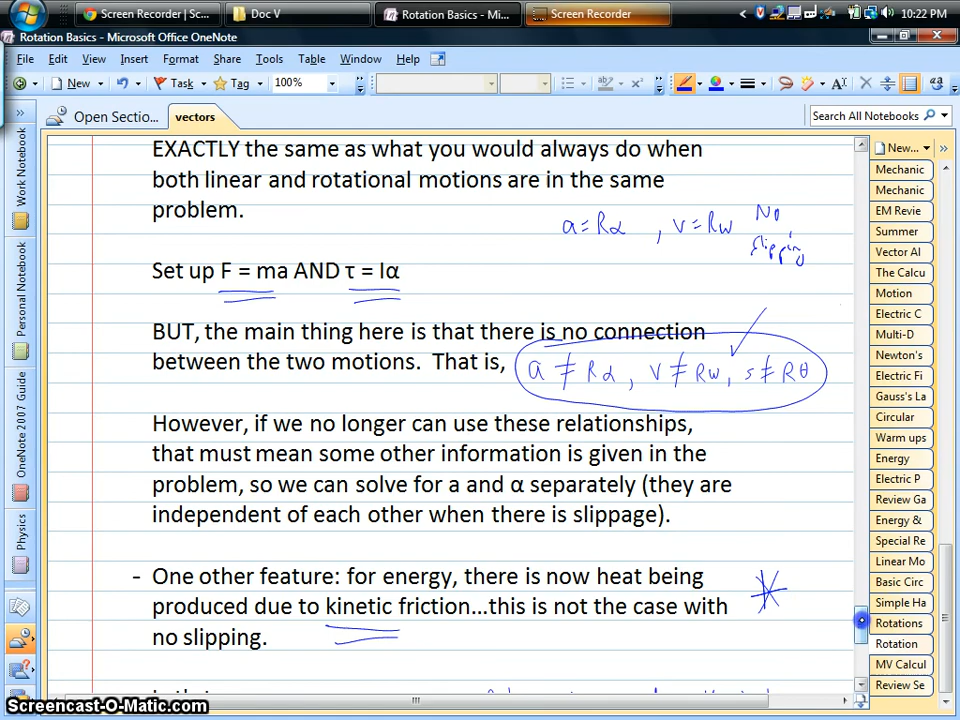 Screen Recorder | Sc...
Doc V
Rotation Basics - Mi...
Screen Recorder
10:22 PM
Rotation Basics - Microsoft Office OneNote
File Edit View Insert Format Share Tools Table Window Help
New Task Tag 100%
Open Sectio... vectors
Search All Notebooks
New...
Work Notebook
Personal Notebook
OneNote 2007 Guide
Physics
EXACTLY the same as what you would always do when
both linear and rotational motions are in the same
problem.
a=Rα , v=Rω No
slipping
Set up F = ma AND τ = Iα
BUT, the main thing here is that there is no connection
between the two motions. That is, a ≠ Rα, v ≠ Rω, s ≠ Rθ
However, if we no longer can use these relationships,
that must mean some other information is given in the
problem, so we can solve for a and α separately (they are
independent of each other when there is slippage).
- One other feature: for energy, there is now heat being
produced due to kinetic friction...this is not the case with
no slipping.
Mechanic
Mechanic
EM Revie
Summer
Vector Al
The Calcu
Motion
Electric C
Multi-D
Newton's
Electric Fi
Gauss's La
Circular
Warm ups
Energy
Electric P
Review Ga
Energy &
Special Re
Linear Mo
Basic Circ
Simple Ha
Rotations
Rotation
MV Calcul
Review Se
Screencast-O-Matic.com